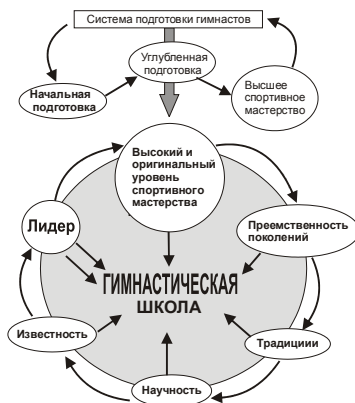 Система подготовки гимнастов
Углубленная
подготовка
Начальная
подготовка
Высшее
спортивное
мастерство
Высокий и
оригинальный
уровень
спортивного
мастерства
Лидер
Преемственность
поколений
ГИМНАСТИЧЕСКАЯ
ШКОЛА
Известность
Традициии
Научность